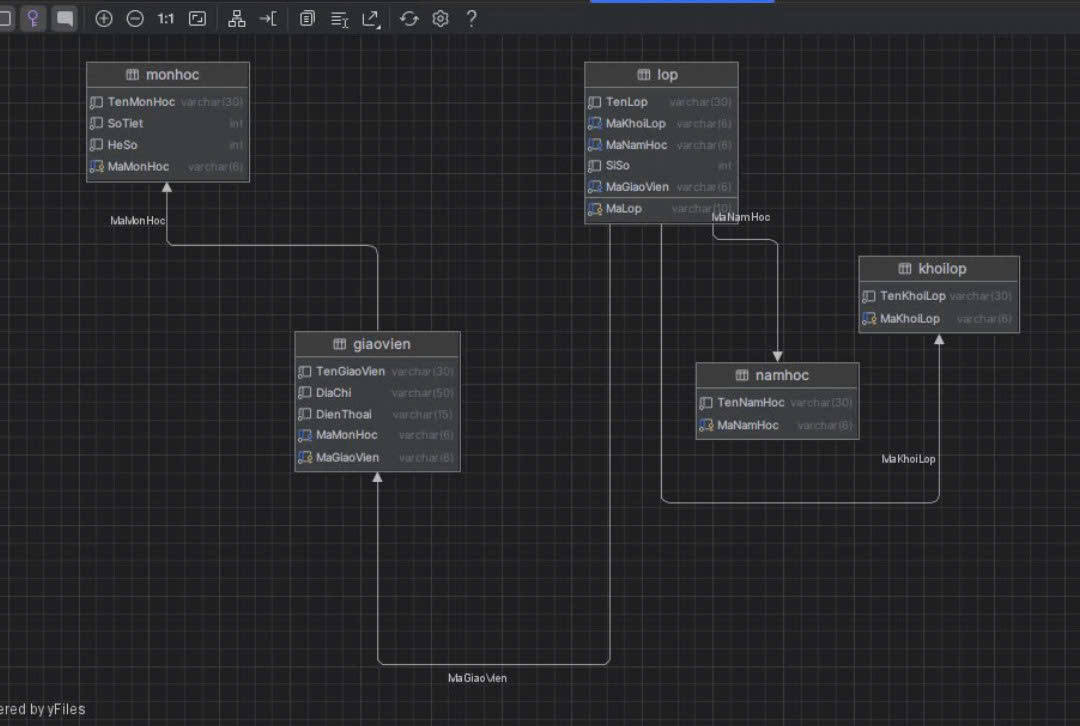 1:1
?
monhoc
TenMonHoc varchar(30)
SoTiet int
HeSo int
MaMonHoc varchar(6)
MaMonHoc
lop
TenLop varchar(30)
MaKhoiLop varchar(6)
MaNamHoc varchar(6)
SiSo int
MaGiaoVien varchar(6)
MaLop varchar(10)
MaNamHoc
khoilop
TenKhoiLop varchar(30)
MaKhoiLop varchar(6)
giaovien
TenGiaoVien varchar(30)
DiaChi varchar(50)
DienThoai varchar(15)
MaMonHoc varchar(6)
MaGiaoVien varchar(6)
namhoc
TenNamHoc varchar(30)
MaNamHoc varchar(6)
MaKhoiLop
MaGiaoVien
ered by yFiles